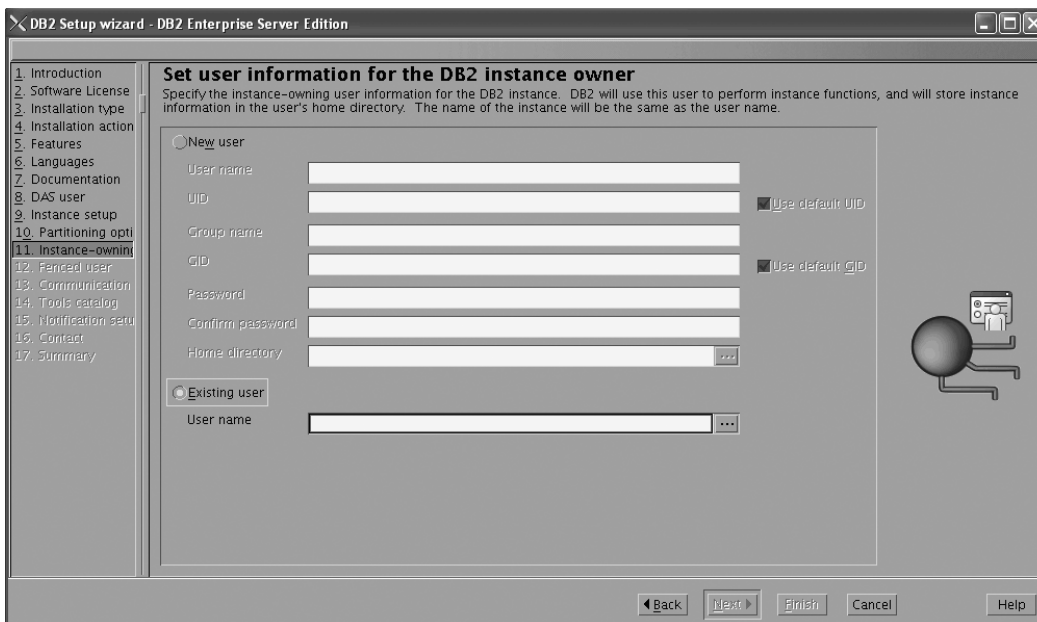 DB2 Setup wizard - DB2 Enterprise Server Edition
1. Introduction
2. Software License
3. Installation type
4. Installation action
5. Features
6. Languages
7. Documentation
8. DAS user
9. Instance setup
10. Partitioning opti
11. Instance-owning
12. Fenced user
13. Communication
14. Tools catalog
15. Notification setu
16. Contact
17. Summary
Set user information for the DB2 instance owner
Specify the instance-owning user information for the DB2 instance. DB2 will use this user to perform instance functions, and will store instance
information in the user's home directory. The name of the instance will be the same as the user name.
New user
User name
UID
Use default UID
Group name
GID
Use default GID
Password
Confirm password
Home directory
...
Existing user
User name
...
Back
Next
Finish
Cancel
Help